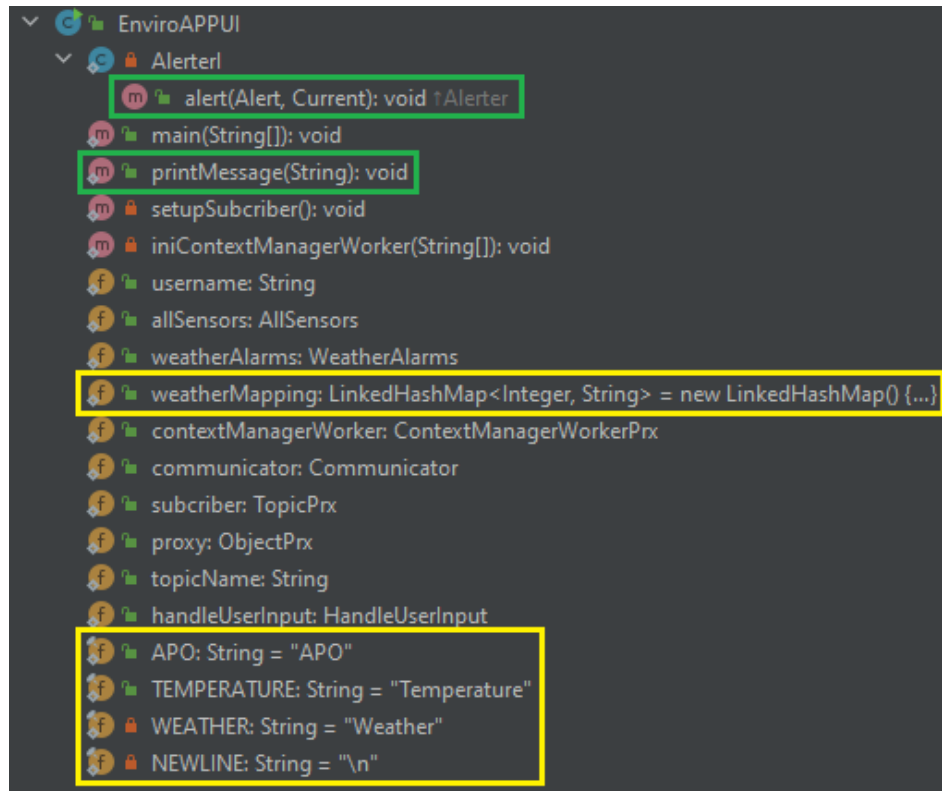 EnviroAPPUI
AlerterI
alert(Alert, Current): void ↑Alerter
main(String[]): void
printMessage(String): void
setupSubcriber(): void
iniContextManagerWorker(String[]): void
username: String
allSensors: AllSensors
weatherAlarms: WeatherAlarms
weatherMapping: LinkedHashMap<Integer, String> = new LinkedHashMap() {...}
contextManagerWorker: ContextManagerWorkerPrx
communicator: Communicator
subcriber: TopicPrx
proxy: ObjectPrx
topicName: String
handleUserInput: HandleUserInput
APO: String = "APO"
TEMPERATURE: String = "Temperature"
WEATHER: String = "Weather"
NEWLINE: String = "\n"